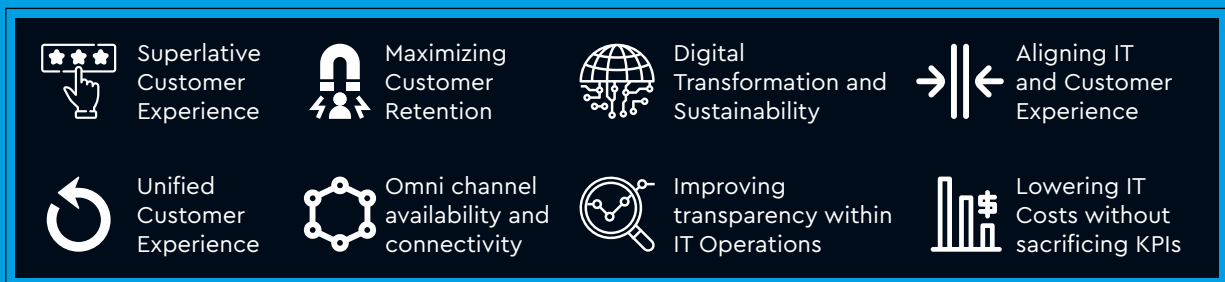 Superlative
Customer
Experience
Maximizing
Customer
Retention
Digital
Transformation and
Sustainability
Aligning IT
and Customer
Experience
Unified
Customer
Experience
Omni channel
availability and
connectivity
Improving
transparency within
IT Operations
$
Lowering IT
Costs without
sacrificing KPIs